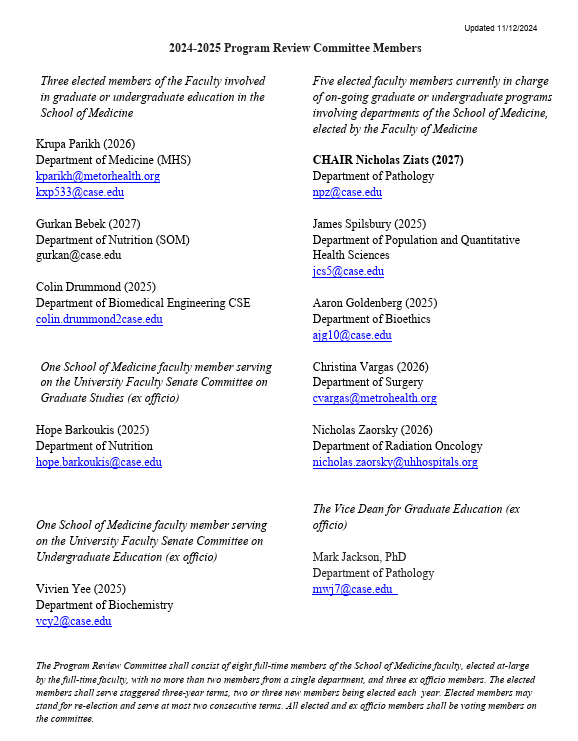 Updated 11/12/2024
2024-2025 Program Review Committee Members
Three elected members of the Faculty involved
in graduate or undergraduate education in the
School of Medicine
Krupa Parikh (2026)
Department of Medicine (MHS)
kparikh@metorhealth.org
kxp533@case.edu
Gurkan Bebek (2027)
Department of Nutrition (SOM)
gurkan@case.edu
Colin Drummond (2025)
Department of Biomedical Engineering CSE
colin.drummond2case.edu
One School of Medicine faculty member serving
on the University Faculty Senate Committee on
Graduate Studies (ex officio)
Hope Barkoukis (2025)
Department of Nutrition
hope.barkoukis@case.edu
One School of Medicine faculty member serving
on the University Faculty Senate Committee on
Undergraduate Education (ex officio)
Vivien Yee (2025)
Department of Biochemistry
vcy2@case.edu
Five elected faculty members currently in charge
of on-going graduate or undergraduate programs
involving departments of the School of Medicine,
elected by the Faculty of Medicine
CHAIR Nicholas Ziats (2027)
Department of Pathology
npz@case.edu
James Spilsbury (2025)
Department of Population and Quantitative
Health Sciences
jcs5@case.edu
Aaron Goldenberg (2025)
Department of Bioethics
ajg10@case.edu
Christina Vargas (2026)
Department of Surgery
cvargas@metrohealth.org
Nicholas Zaorsky (2026)
Department of Radiation Oncology
nicholas.zaorsky@uhhospitals.org
The Vice Dean for Graduate Education (ex
officio)
Mark Jackson, PhD
Department of Pathology
mwj7@case.edu
The Program Review Committee shall consist of eight full-time members of the School of Medicine faculty, elected at-large
by the full-time faculty, with no more than two members from a single department, and three ex officio members. The elected
members shall serve staggered three-year terms, two or three new members being elected each year. Elected members may
stand for re-election and serve at most two consecutive terms. All elected and ex officio members shall be voting members on
the committee.